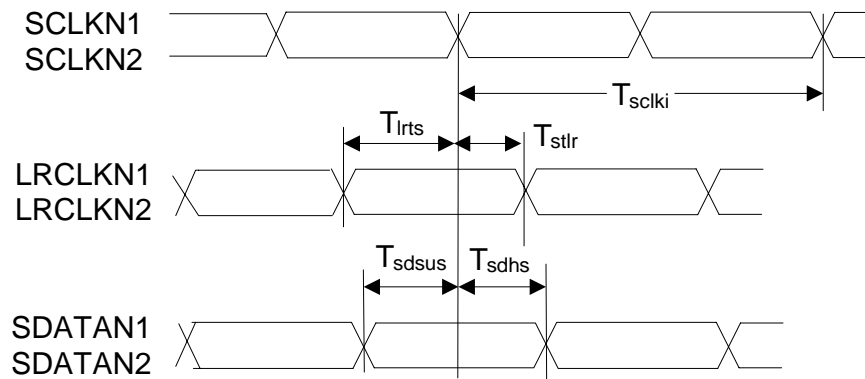 SCLKN1
SCLKN2
Tsclki
Tlrts
Tstlr
LRCLKN1
LRCLKN2
Tsdsus
Tsdhs
SDATAN1
SDATAN2